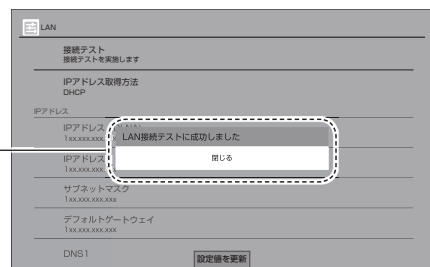 LAN
接続テスト
接続テストを実施します
IPアドレス取得方法
DHCP
IPアドレス
IPアドレス
1xx.xxx.xxx.
LAN接続テストに成功しました
閉じる
IPアドレス
1xx.xxx.xxx.xxx
サブネットマスク
1xx.xxx.xxx.xxx
デフォルトゲートウェイ
1xx.xxx.xxx.xxx
DNS1
設定値を更新